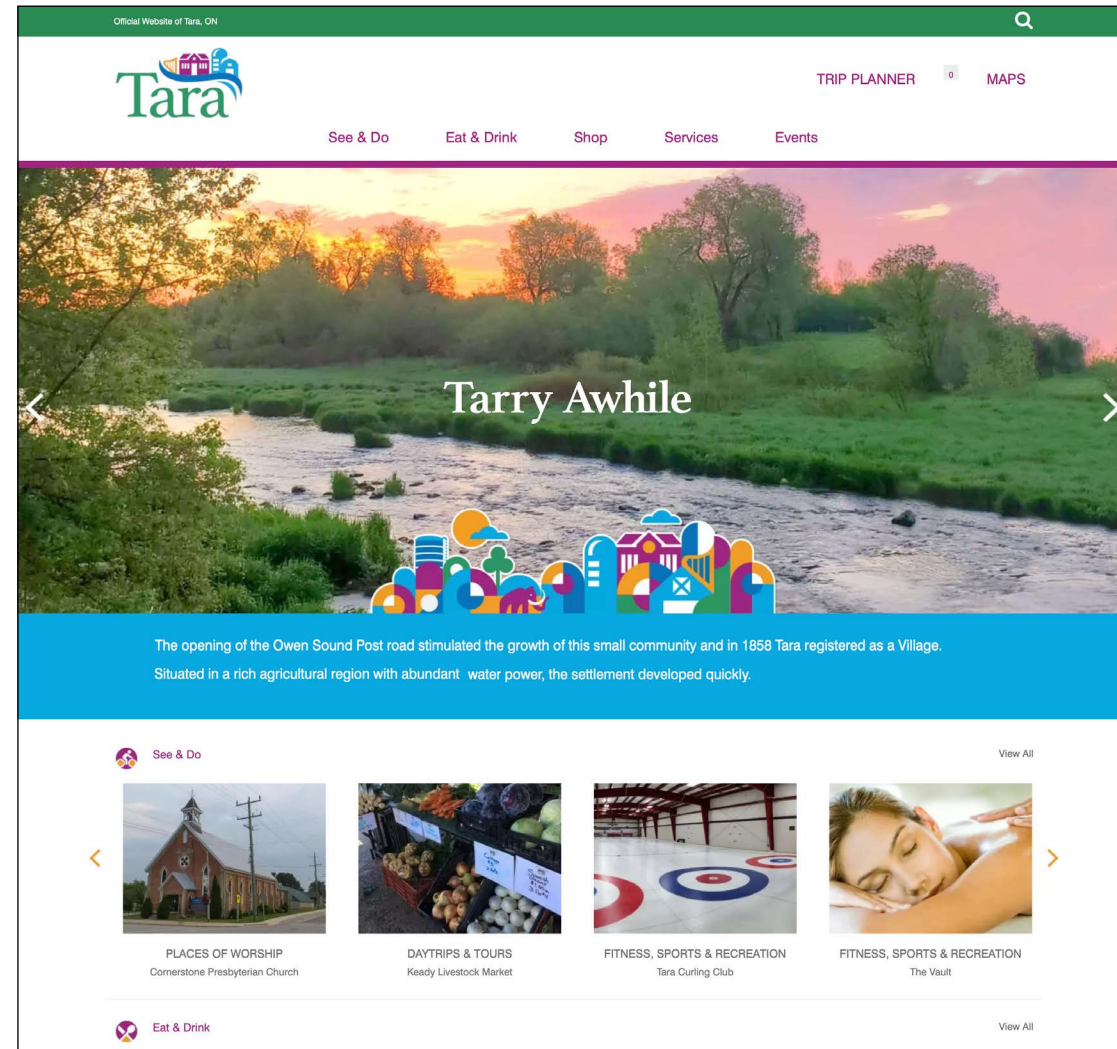 Official Website of Tara, ON
Tara
TRIP PLANNER 0 MAPS
See & Do Eat & Drink Shop Services Events
Tarry Awhile
The opening of the Owen Sound Post road stimulated the growth of this small community and in 1858 Tara registered as a Village.
Situated in a rich agricultural region with abundant water power, the settlement developed quickly.
See & Do View All
PLACES OF WORSHIP
Cornerstone Presbyterian Church
DAYTRIPS & TOURS
Keady Livestock Market
FITNESS, SPORTS & RECREATION
Tara Curling Club
FITNESS, SPORTS & RECREATION
The Vault
Eat & Drink View All